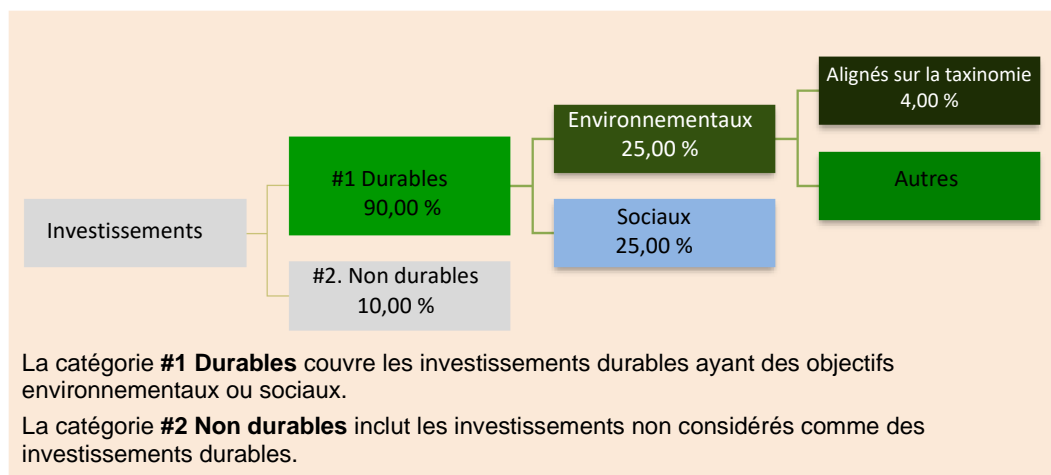 Investissements
#1 Durables
90,00 %
#2. Non durables
10,00 %
Environnementaux
25,00 %
Sociaux
25,00 %
Alignés sur la taxinomie
4,00 %
Autres
La catégorie #1 Durables couvre les investissements durables ayant des objectifs
environnementaux ou sociaux.
La catégorie #2 Non durables inclut les investissements non considérés comme des
investissements durables.